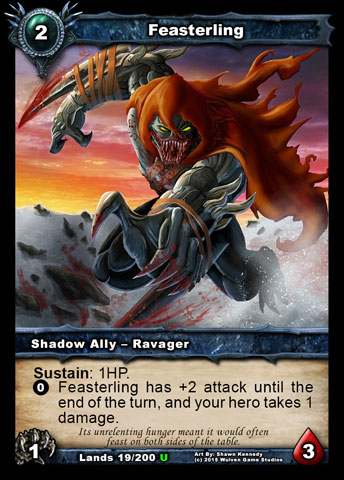 2
Feasterling
Shadow Ally – Ravager
Sustain: 1HP.
0 Feasterling has +2 attack until the
end of the turn, and your hero takes 1
damage.
Its unrelenting hunger meant it would often
feast on both sides of the table.
1
Lands 19/200 U
Art By: Shawn Kennedy
(c) 2015 Wulven Game Studios
3